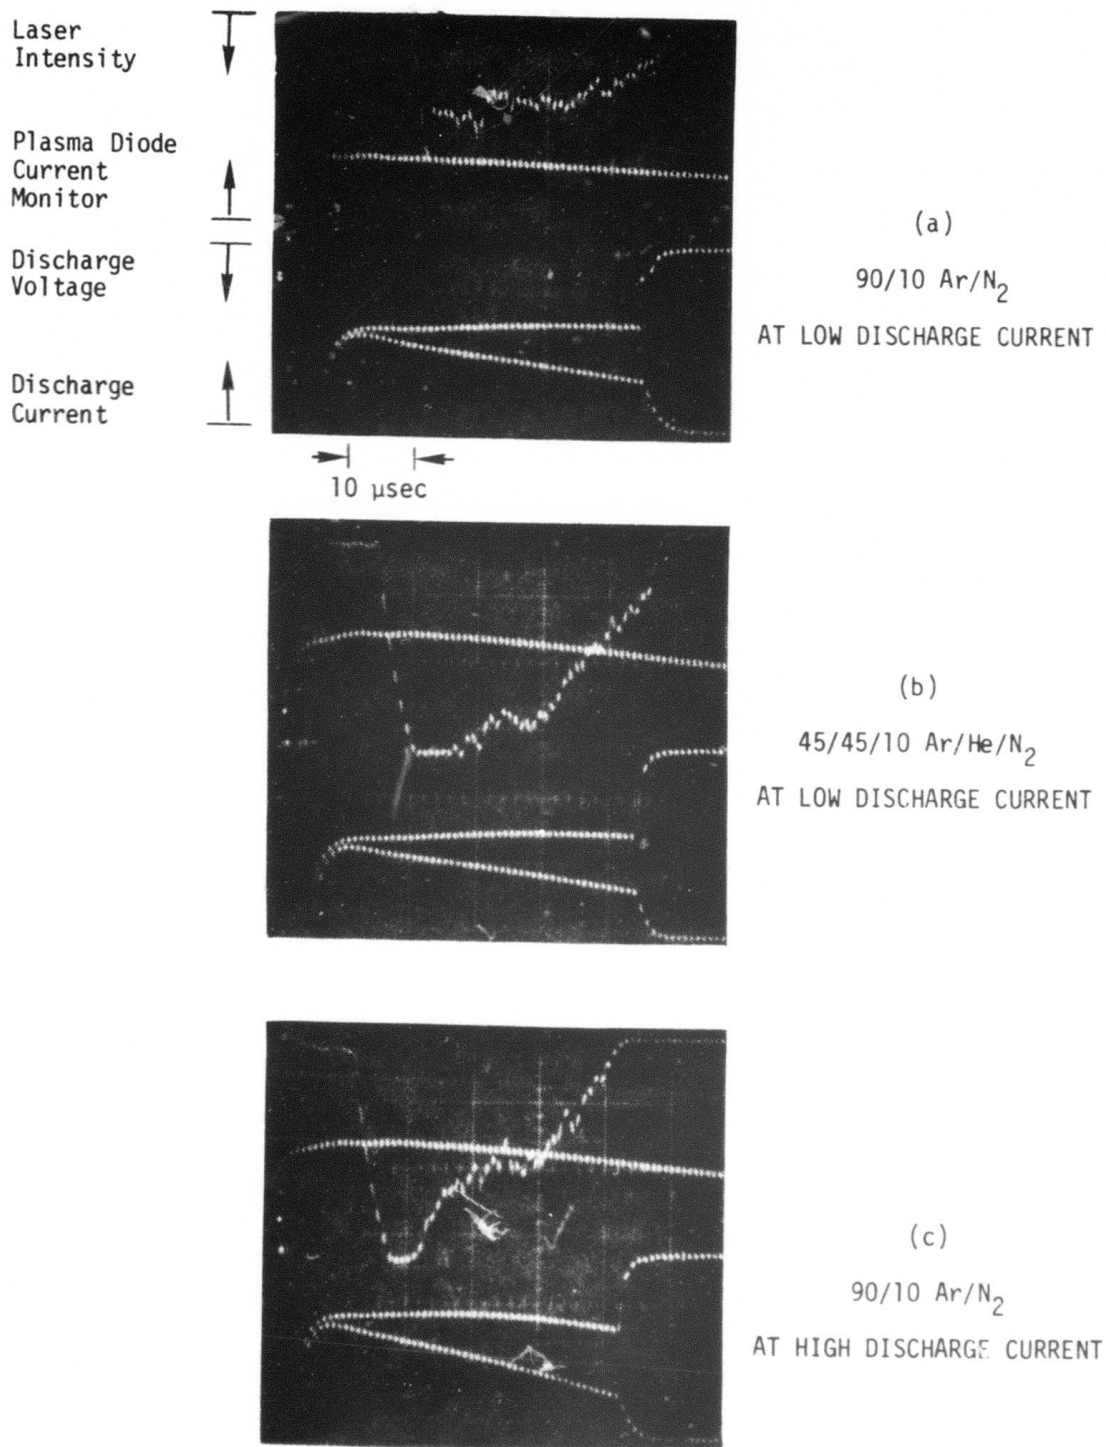 Laser
Intensity
Plasma Diode
Current
Monitor
Discharge
Voltage
Discharge
Current
10 μsec
(a)
90/10 Ar/N₂
AT LOW DISCHARGE CURRENT
(b)
45/45/10 Ar/He/N₂
AT LOW DISCHARGE CURRENT
(c)
90/10 Ar/N₂
AT HIGH DISCHARGE CURRENT